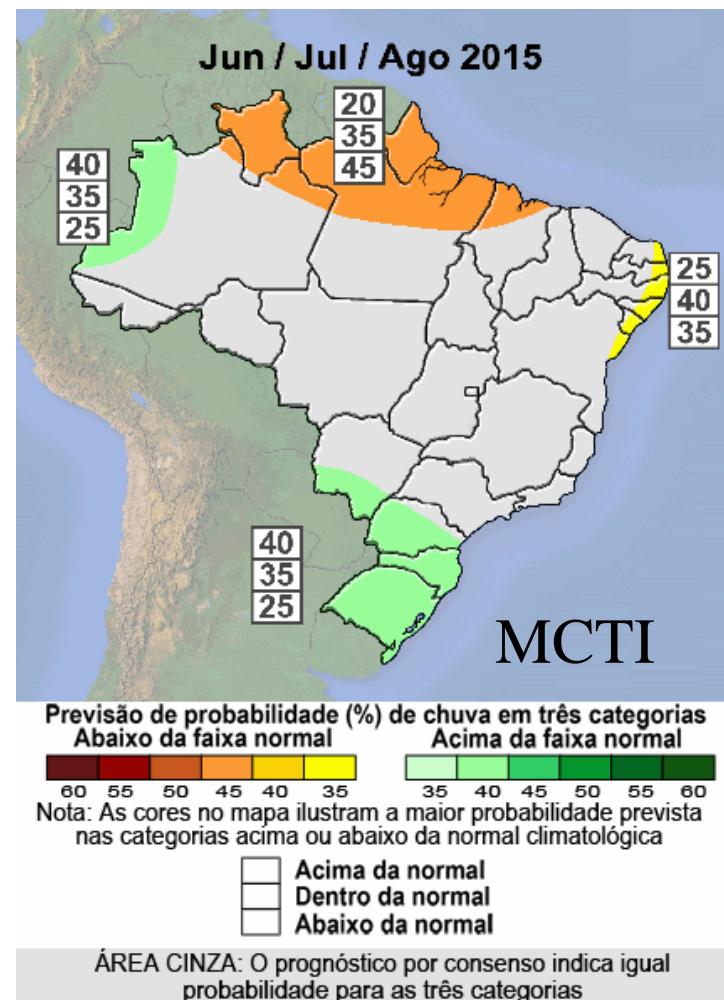 Jun / Jul / Ago 2015
20
35
45
40
35
25
25
40
35
40
35
25
MCTI
Previsão de probabilidade (%) de chuva em três categorias
Abaixo da faixa normal Acima da faixa normal
60 55 50 45 40 35 35 40 45 50 55 60
Nota: As cores no mapa ilustram a maior probabilidade prevista
nas categorias acima ou abaixo da normal climatológica
Acima da normal
Dentro da normal
Abaixo da normal
ÁREA CINZA: O prognóstico por consenso indica igual
probabilidade para as três categorias